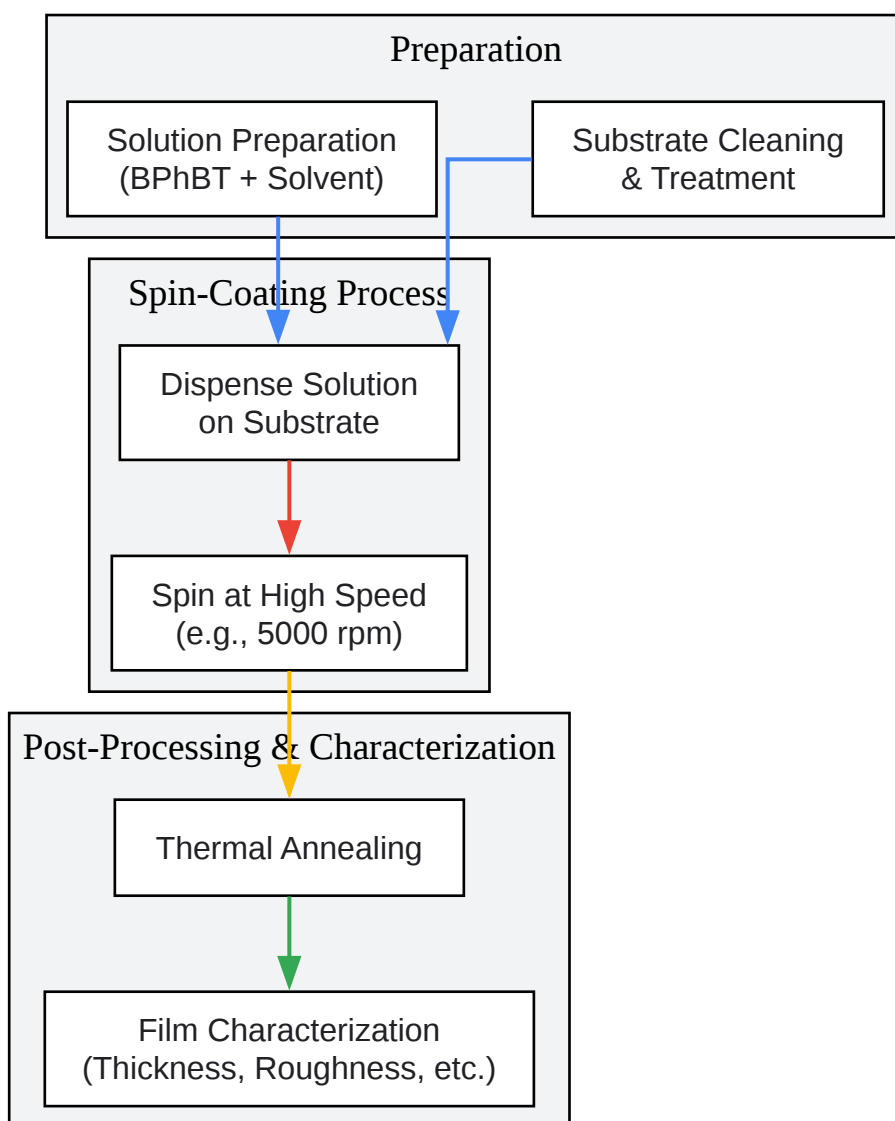 Preparation
Solution Preparation
(BPhBT + Solvent)
Substrate Cleaning
& Treatment
Spin-Coating Process
Dispense Solution
on Substrate
Spin at High Speed
(e.g., 5000 rpm)
Post-Processing & Characterization
Thermal Annealing
Film Characterization
(Thickness, Roughness, etc.)